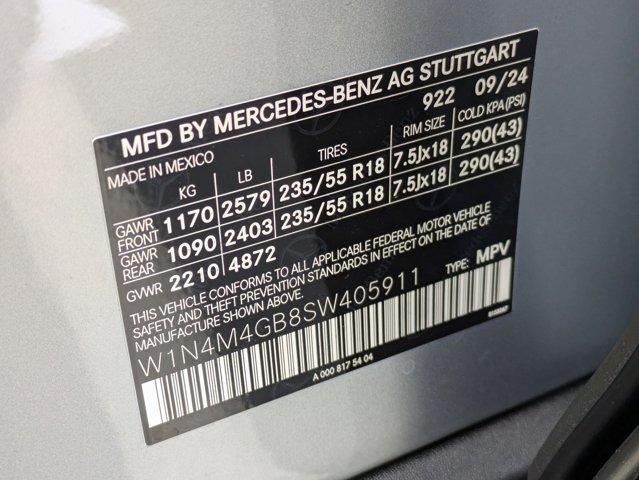 MFD BY MERCEDES-BENZ AG STUTTGART
MADE IN MEXICO 922 09/24
KG LB TIRES RIM SIZE COLD KPA (PSI)
GAWR FRONT 1170 2579 235/55 R18 7.5Jx18 290(43)
GAWR REAR 1090 2403 235/55 R18 7.5Jx18 290(43)
GVWR 2210 4872
THIS VEHICLE CONFORMS TO ALL APPLICABLE FEDERAL MOTOR VEHICLE
SAFETY AND THEFT PREVENTION STANDARDS IN EFFECT ON THE DATE OF
MANUFACTURE SHOWN ABOVE.
TYPE: MPV
W1N4M4GB8SW405911
A 000 817 54 04